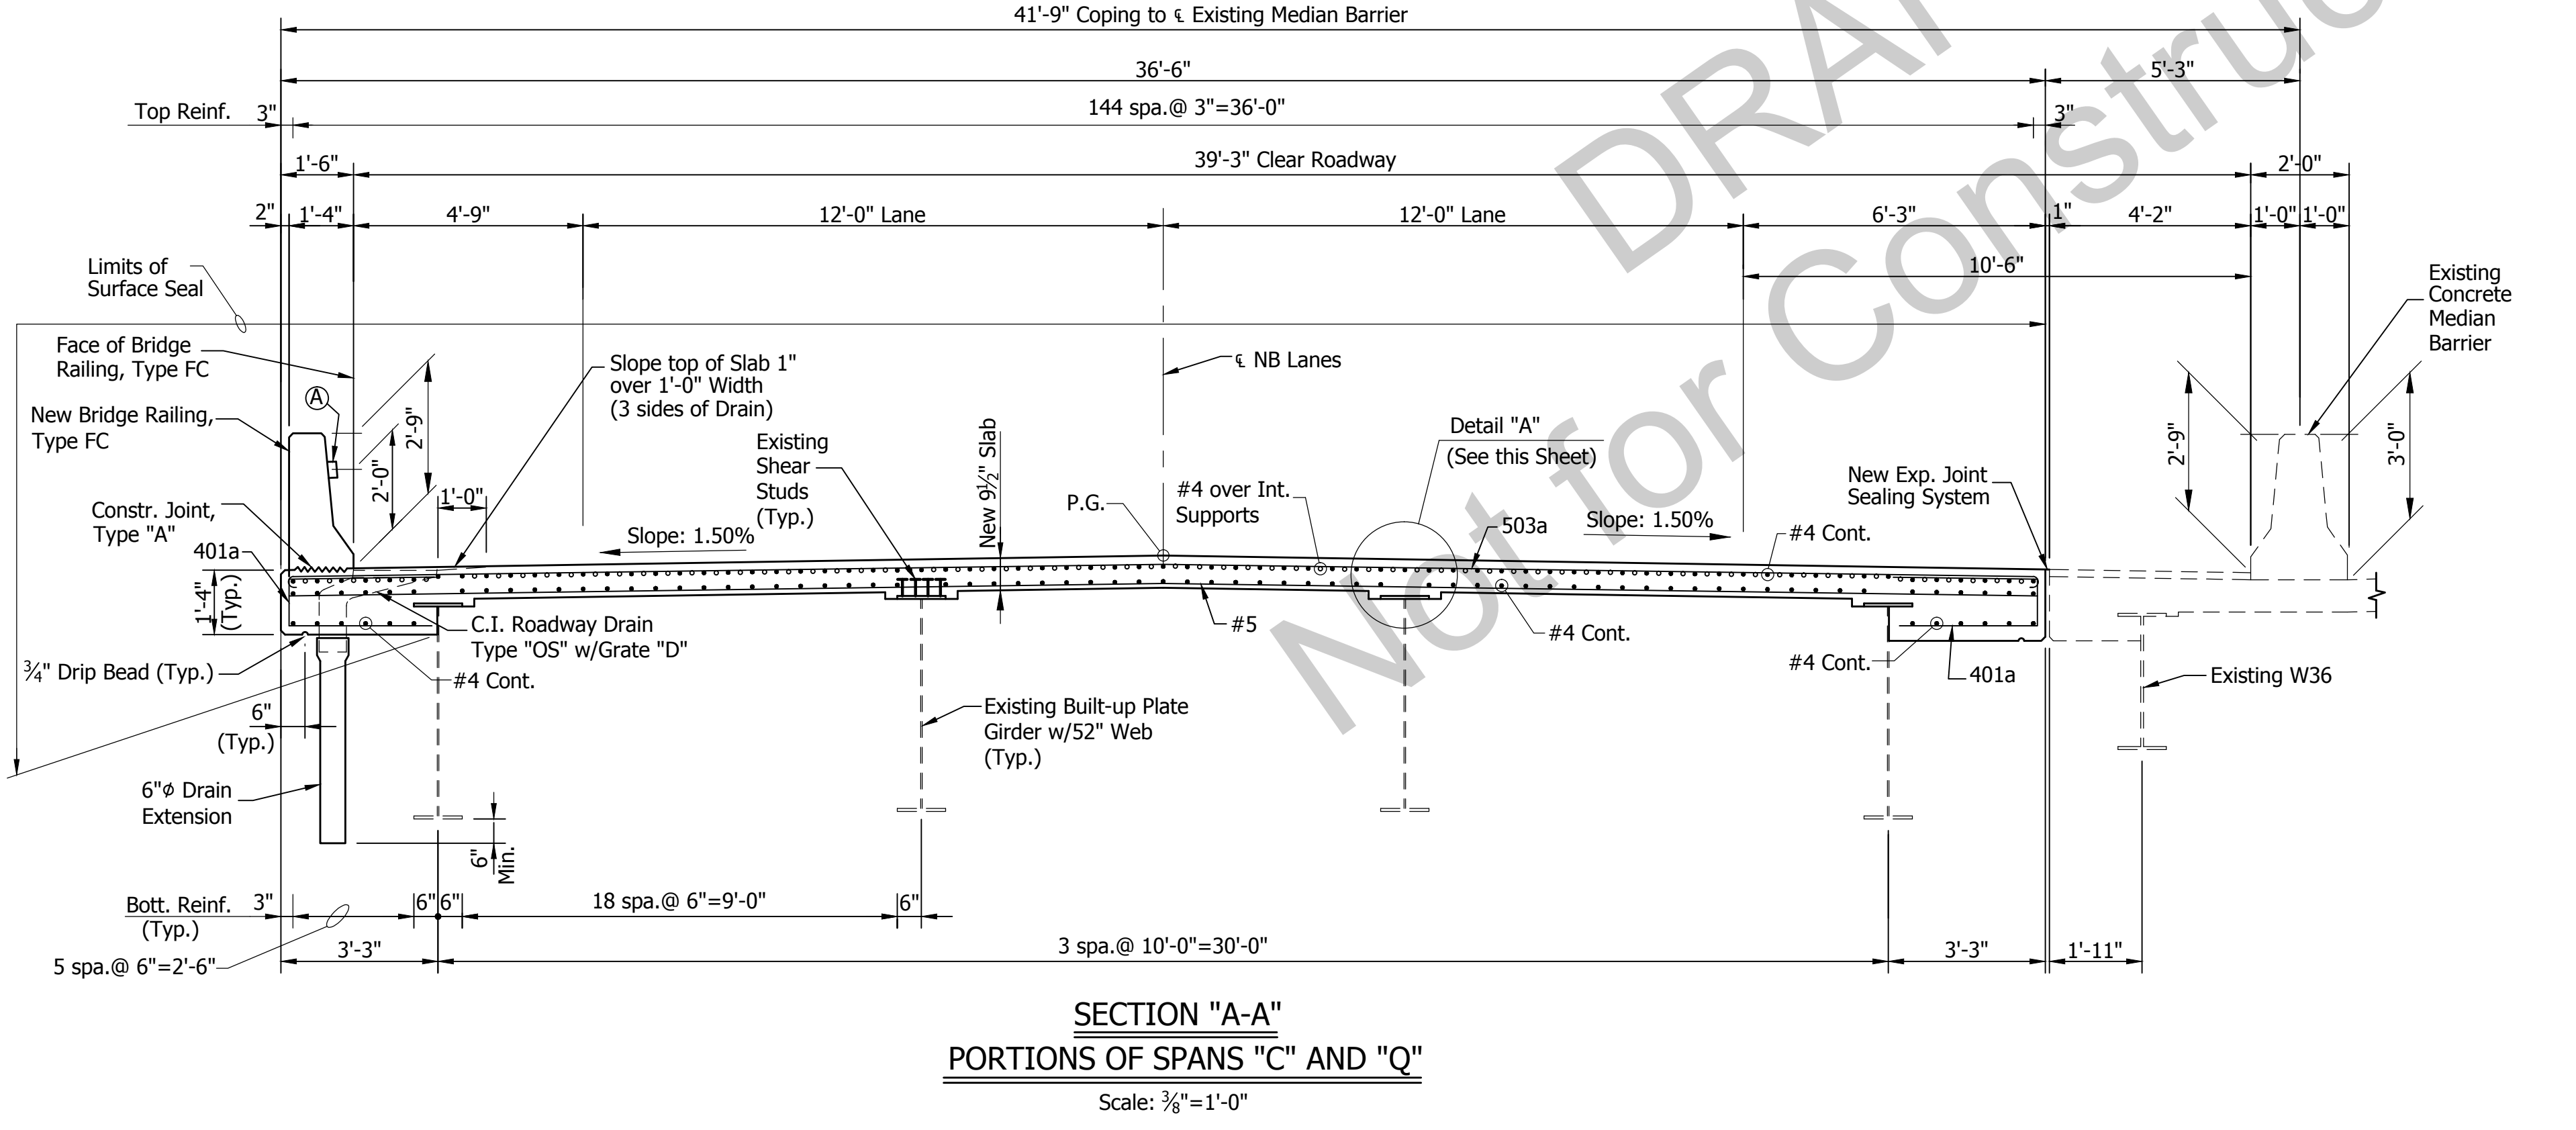 41'-9" Coping to ℄ Existing Median Barrier
36'-6"
5'-3"
Top Reinf.
3"
144 spa.@ 3"=36'-0"
3"
1'-6"
39'-3" Clear Roadway
2'-0"
2"
1'-4"
4'-9"
12'-0" Lane
12'-0" Lane
6'-3"
1"
4'-2"
1'-0"
1'-0"
10'-6"
DRA
Not for Construc
Limits of
Surface Seal
Face of Bridge
Railing, Type FC
New Bridge Railing,
Type FC
A
Constr. Joint,
Type "A"
401a
1'-4"
(Typ.)
2'-0"
2'-9"
1'-0"
Slope top of Slab 1"
over 1'-0" Width
(3 sides of Drain)
Slope: 1.50%
Existing
Shear
Studs
(Typ.)
New 9½" Slab
℄ NB Lanes
P.G.
#4 over Int.
Supports
Detail "A"
(See this Sheet)
503a
Slope: 1.50%
#4 Cont.
New Exp. Joint
Sealing System
Existing
Concrete
Median
Barrier
2'-9"
3'-0"
¾" Drip Bead (Typ.)
C.I. Roadway Drain
Type "OS" w/Grate "D"
#4 Cont.
#5
#4 Cont.
#4 Cont.
401a
Existing W36
6"
(Typ.)
6"⌀ Drain
Extension
Existing Built-up Plate
Girder w/52" Web
(Typ.)
6"
Min.
Bott. Reinf.
(Typ.)
3"
6"
6"
18 spa.@ 6"=9'-0"
6"
5 spa.@ 6"=2'-6"
3'-3"
3 spa.@ 10'-0"=30'-0"
3'-3"
1'-11"
SECTION "A-A"
PORTIONS OF SPANS "C" AND "Q"
Scale: ⅜"=1'-0"